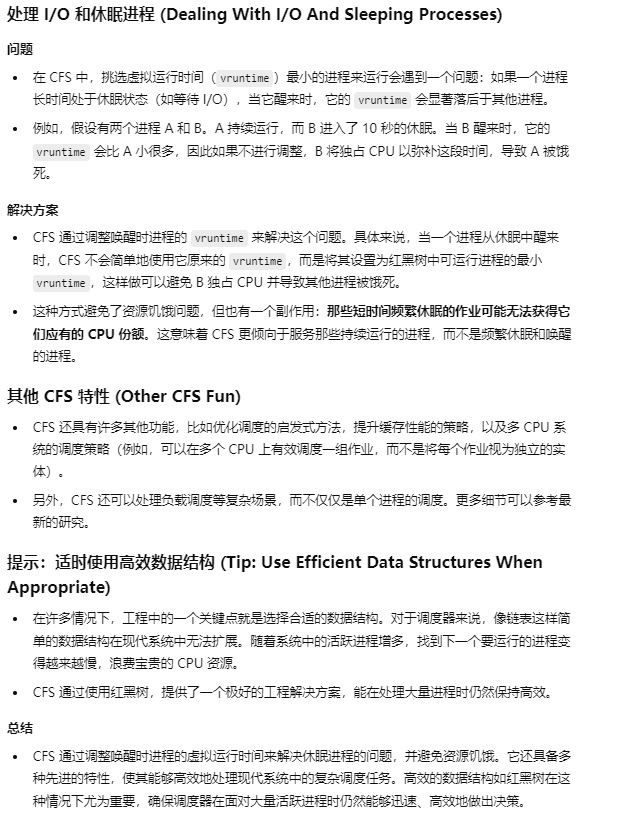 处理 I/O 和休眠进程 (Dealing With I/O And Sleeping Processes)
问题
• 在 CFS 中，挑选虚拟运行时间（vruntime）最小的进程来运行会遇到一个问题：如果一个进程
长时间处于休眠状态（如等待 I/O），当它醒来时，它的 vruntime 会显著落后于其他进程。
• 例如，假设有两个进程 A 和 B。A 持续运行，而 B 进入了 10 秒的休眠。当 B 醒来时，它的
vruntime 会比 A 小很多，因此如果不进行调整，B 将独占 CPU 以弥补这段时间，导致 A 被饿
死。
解决方案
• CFS 通过调整唤醒时进程的 vruntime 来解决这个问题。具体来说，当一个进程从休眠中醒来
时，CFS 不会简单地使用它原来的 vruntime，而是将其设置为红黑树中可运行进程的最小
vruntime，这样做可以避免 B 独占 CPU 并导致其他进程被饿死。
• 这种方式避免了资源饥饿问题，但也有一个副作用：那些短时间频繁休眠的作业可能无法获得它
们应有的 CPU 份额。这意味着 CFS 更倾向于服务那些持续运行的进程，而不是频繁休眠和唤醒
的进程。
其他 CFS 特性 (Other CFS Fun)
• CFS 还具有许多其他功能，比如优化调度的启发式方法，提升缓存性能的策略，以及多 CPU 系
统的调度策略（例如，可以在多个 CPU 上有效调度一组作业，而不是将每个作业视为独立的实
体）。
• 另外，CFS 还可以处理负载调度等复杂场景，而不仅仅是单个进程的调度。更多细节可以参考最
新的研究。
提示：适时使用高效数据结构 (Tip: Use Efficient Data Structures When
Appropriate)
• 在许多情况下，工程中的一个关键点就是选择合适的数据结构。对于调度器来说，像链表这样简
单的数据结构在现代系统中无法扩展。随着系统中的活跃进程增多，找到下一个要运行的进程变
得越来越慢，浪费宝贵的 CPU 资源。
• CFS 通过使用红黑树，提供了一个极好的工程解决方案，能在处理大量进程时仍然保持高效。
总结
• CFS 通过调整唤醒时进程的虚拟运行时间来解决休眠进程的问题，并避免资源饥饿。它还具备多
种先进的特性，使其能够高效地处理现代系统中的复杂调度任务。高效的数据结构如红黑树在这
种情况下尤为重要，确保调度器在面对大量活跃进程时仍然能够迅速、高效地做出决策。